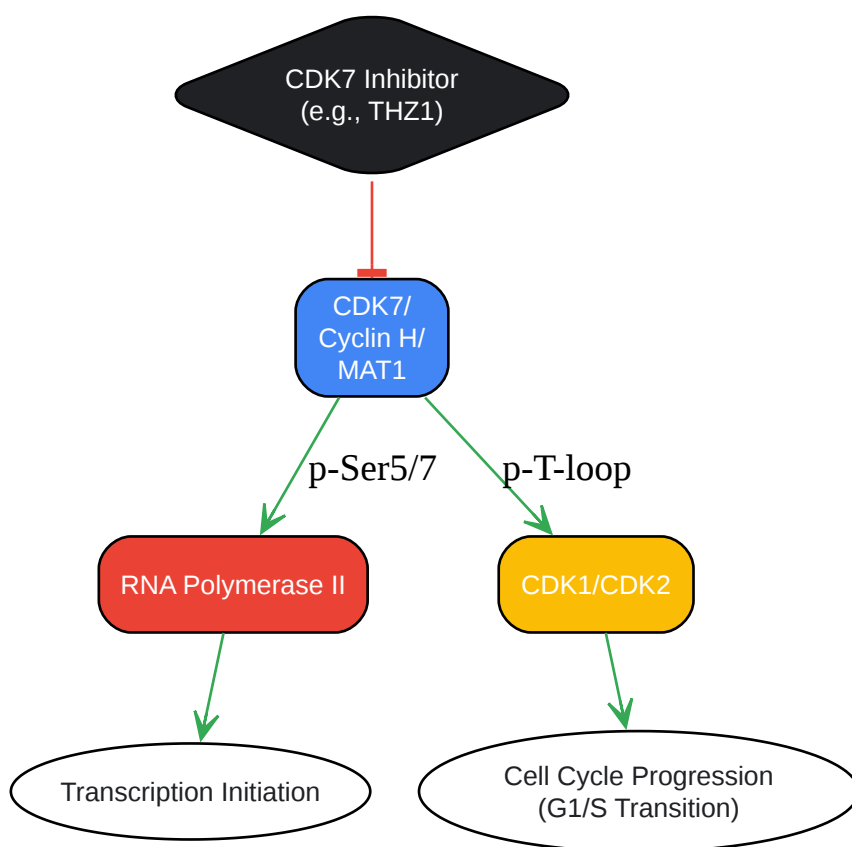 CDK7 Inhibitor
(e.g., THZ1)
CDK7/
Cyclin H/
MAT1
p-Ser5/7
p-T-loop
RNA Polymerase II
CDK1/CDK2
Transcription Initiation
Cell Cycle Progression
(G1/S Transition)